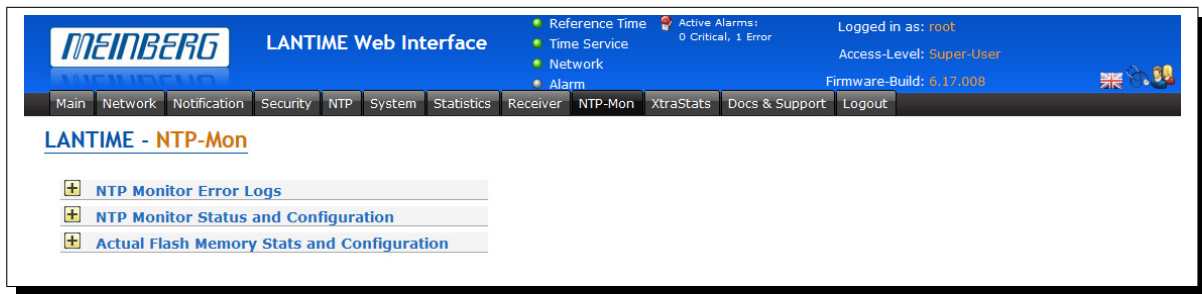 MEINBERG
LANTIME Web Interface
Reference Time
Time Service
Network
Alarm
Active Alarms:
0 Critical, 1 Error
Logged in as: root
Access-Level: Super-User
Firmware-Build: 6.17.008
Main Network Notification Security NTP System Statistics Receiver NTP-Mon XtraStats Docs & Support Logout
LANTIME - NTP-Mon
NTP Monitor Error Logs
NTP Monitor Status and Configuration
Actual Flash Memory Stats and Configuration